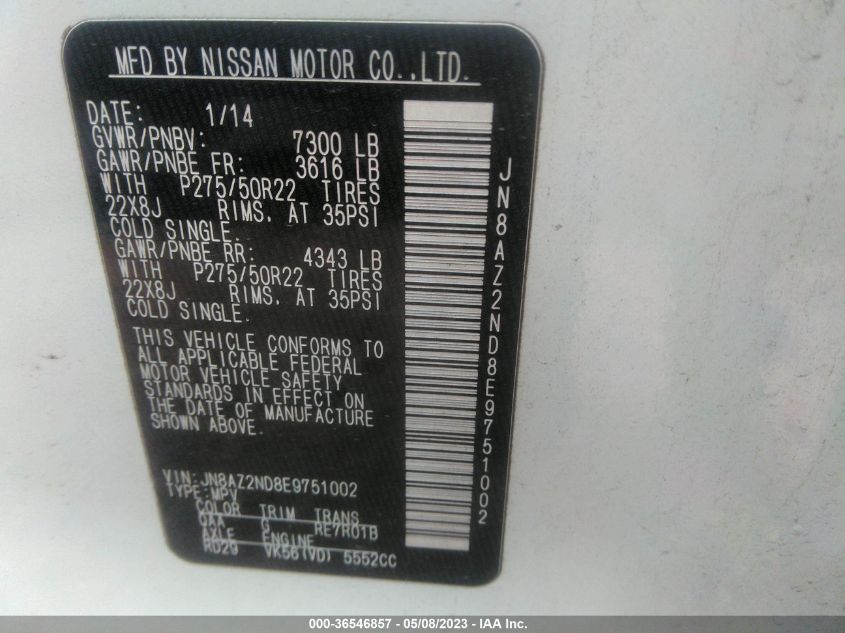 MFD BY NISSAN MOTOR CO.,LTD.
DATE: 1/14
GVWR/PNBV: 7300 LB
GAWR/PNBE FR: 3616 LB
WITH P275/50R22 TIRES
22X8J RIMS. AT 35PSI
COLD SINGLE.
GAWR/PNBE RR: 4343 LB
WITH P275/50R22 TIRES
22X8J RIMS. AT 35PSI
COLD SINGLE.
THIS VEHICLE CONFORMS TO
ALL APPLICABLE FEDERAL
MOTOR VEHICLE SAFETY
STANDARDS IN EFFECT ON
THE DATE OF MANUFACTURE
SHOWN ABOVE.
VIN:JN8AZ2ND8E9751002
TYPE:MPV
COLOR TRIM TRANS
QAA G RE7R01B
AXLE ENGINE
RD29 VK56(VD) 5552CC
JN8AZ2ND8E9751002
000-36546857 - 05/08/2023 - IAA Inc.